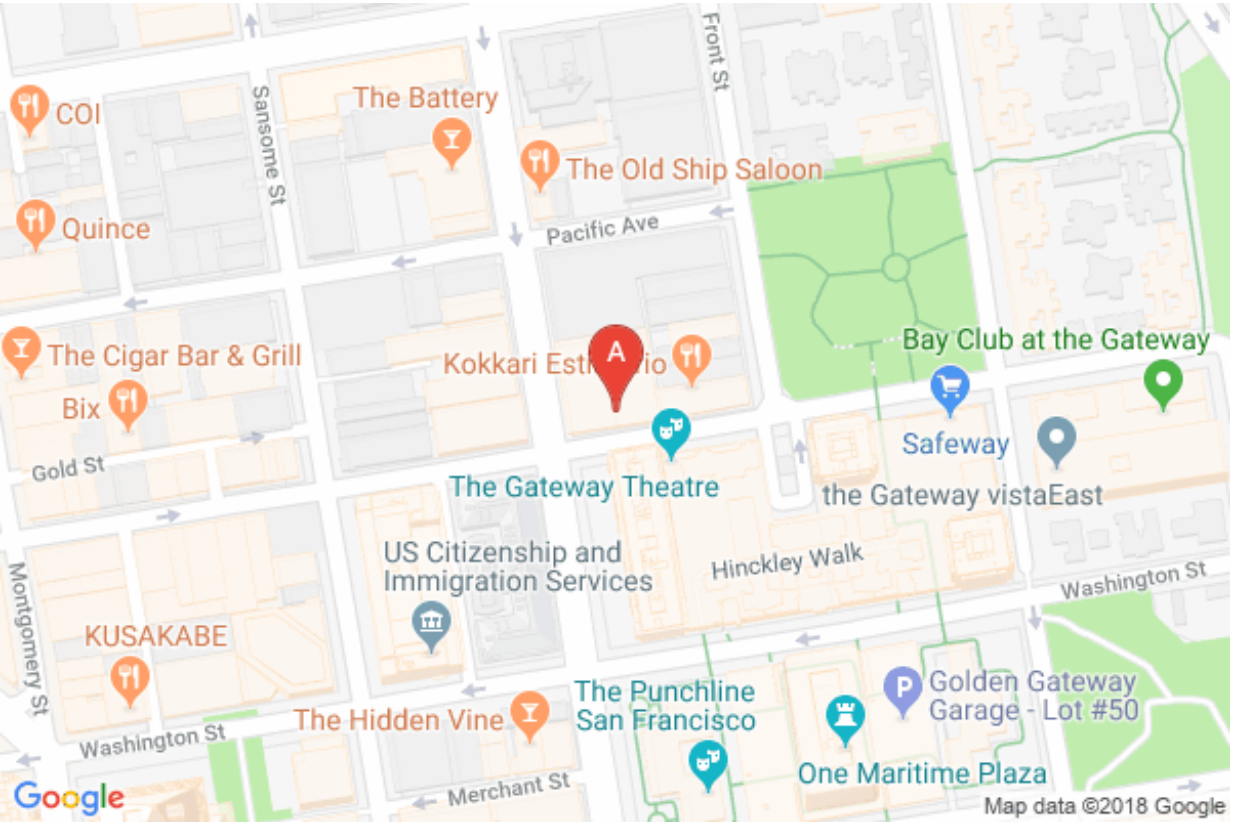 Front St
The Battery
COI
Sansome St
The Old Ship Saloon
Quince
Pacific Ave
Bay Club at the Gateway
The Cigar Bar & Grill
A
Bix
Safeway
Gold St
The Gateway Theatre
the Gateway vistaEast
US Citizenship and
Immigration Services
Hinckley Walk
Washington St
Montgomery St
KUSAKABE
P
Golden Gateway
Garage - Lot #50
The Punchline
San Francisco
The Hidden Vine
Washington St
One Maritime Plaza
Merchant St
Google
Map data ©2018 Google